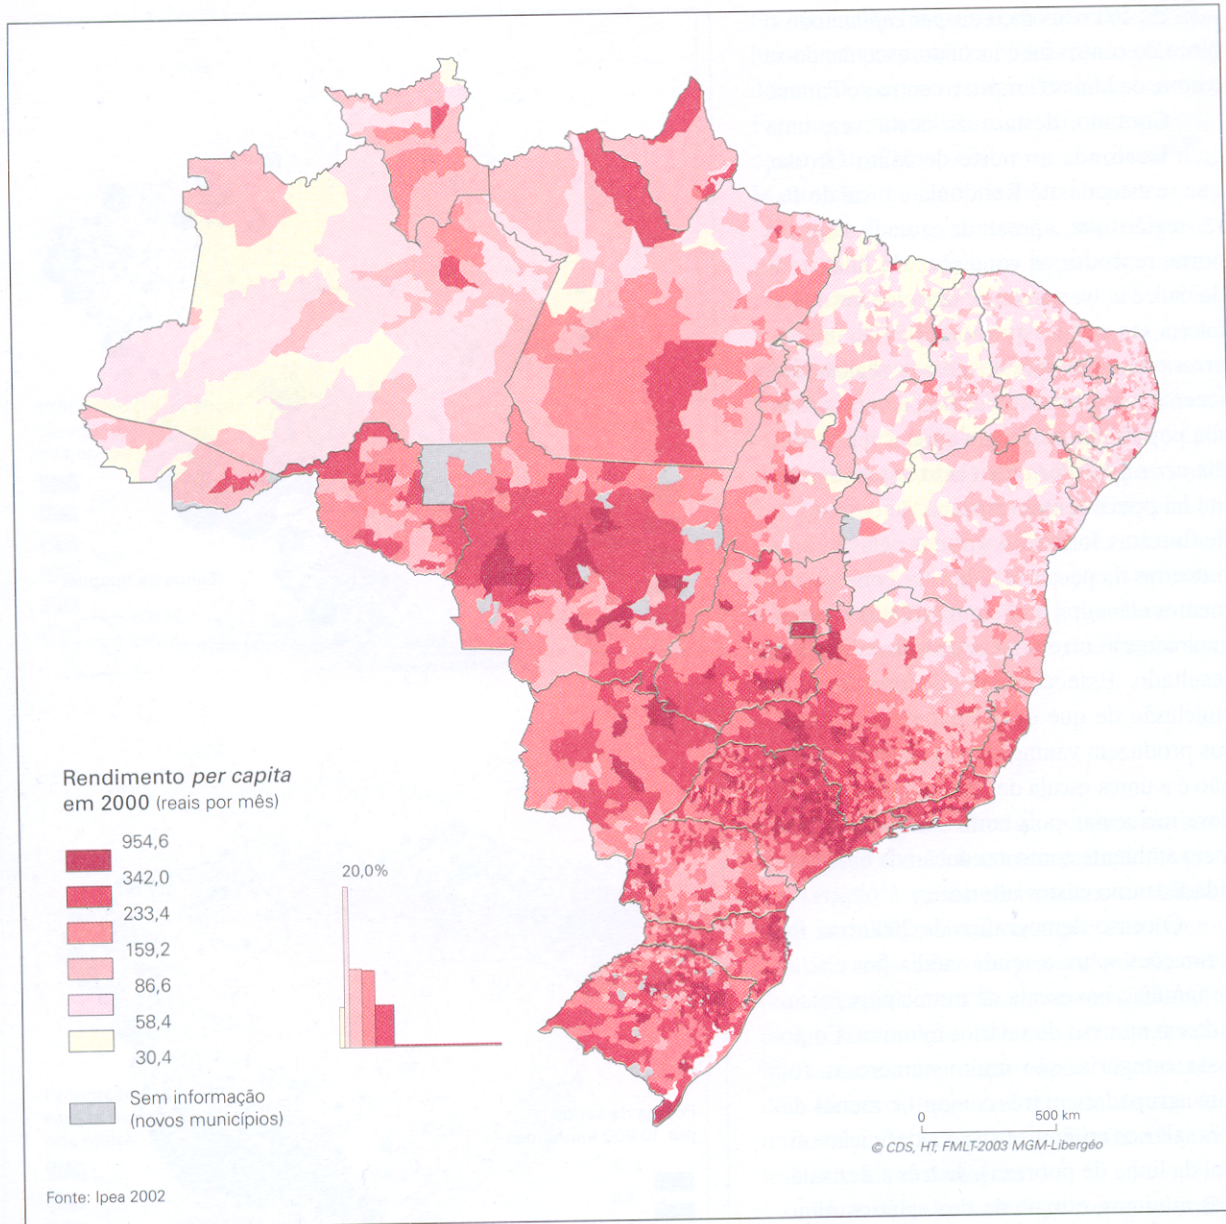 Rendimento per capita
em 2000 (reais por mês)
954,6
342,0
233,4
159,2
86,6
58,4
30,4
Sem informação
(novos municípios)
20,0%
0 500 km
© CDS, HT, FMLT-2003 MGM-Libergéo
Fonte: Ipea 2002